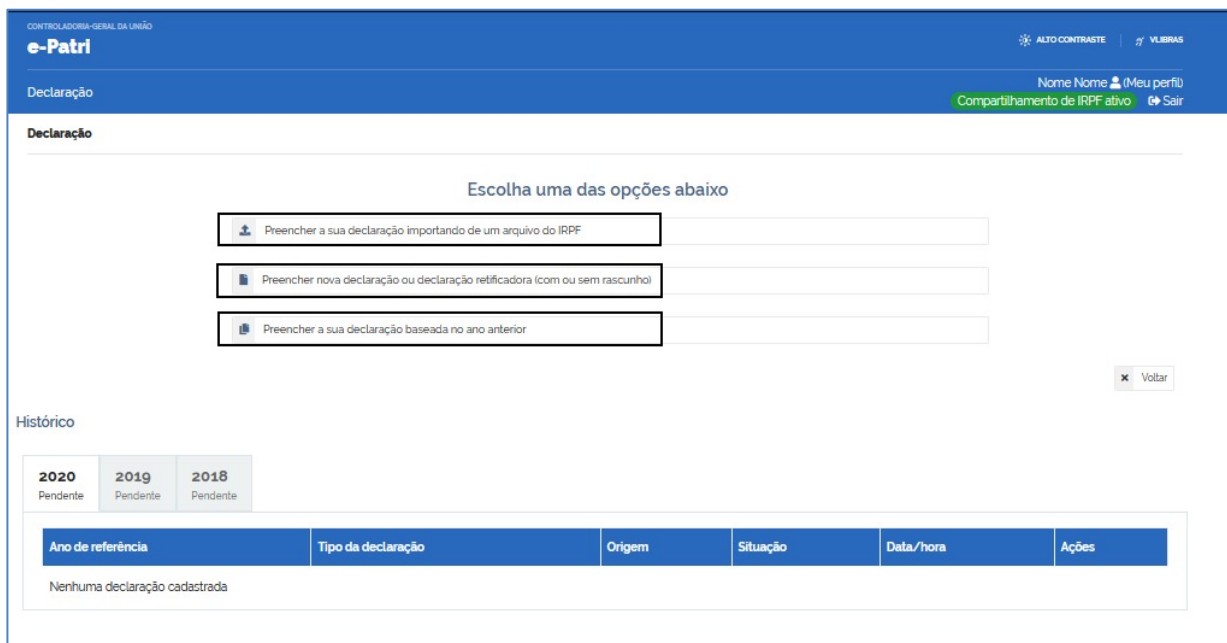 CONTROLADORIA-GERAL DA UNIÃO
e-Patri
ALTO CONTRASTE
VLIBRAS
Declaração
Nome Nome (Meu perfil)
Compartilhamento de IRPF ativo
Sair
Declaração
Escolha uma das opções abaixo
Preencher a sua declaração importando de um arquivo do IRPF
Preencher nova declaração ou declaração retificadora (com ou sem rascunho)
Preencher a sua declaração baseada no ano anterior
Voltar
Histórico
2020 2019 2018
Pendente Pendente Pendente
Ano de referência Tipo da declaração Origem Situação Data/hora Ações
Nenhuma declaração cadastrada